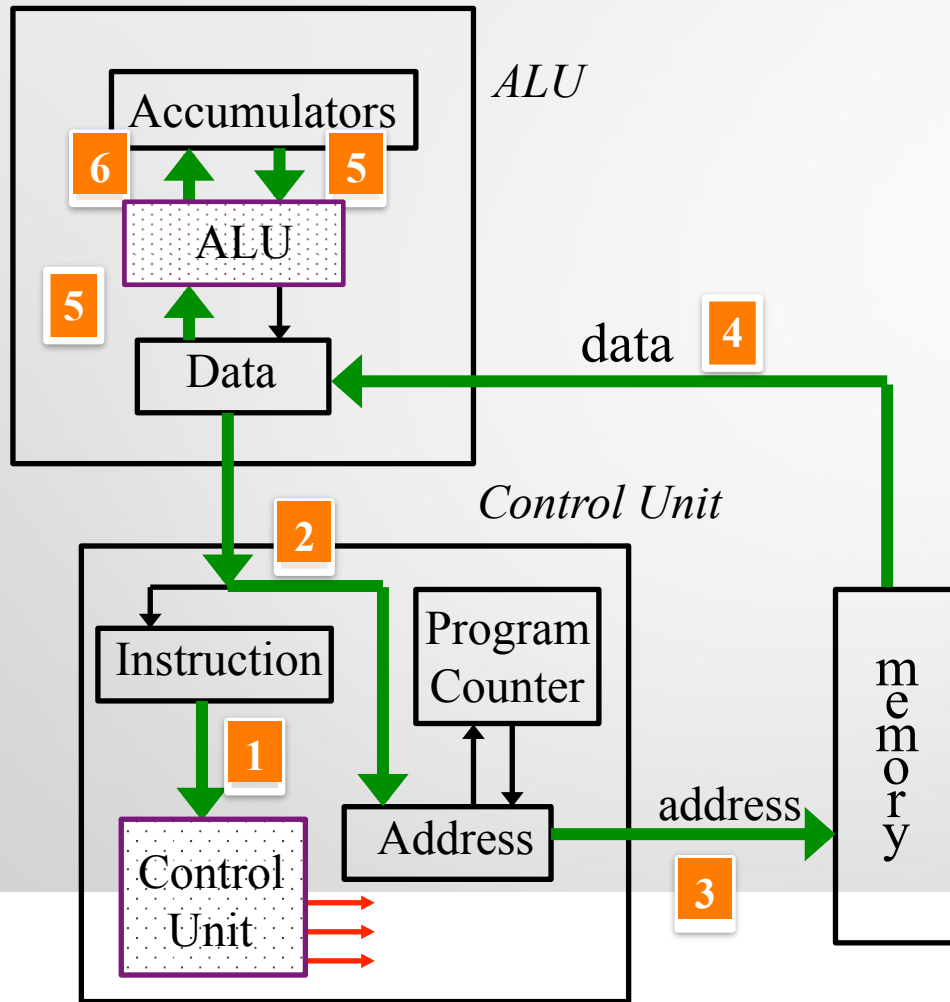 ALU
Accumulators
6
5
ALU
5
Data
data
4
Control Unit
2
Instruction
Program
Counter
1
Address
address
3
memory
Control
Unit